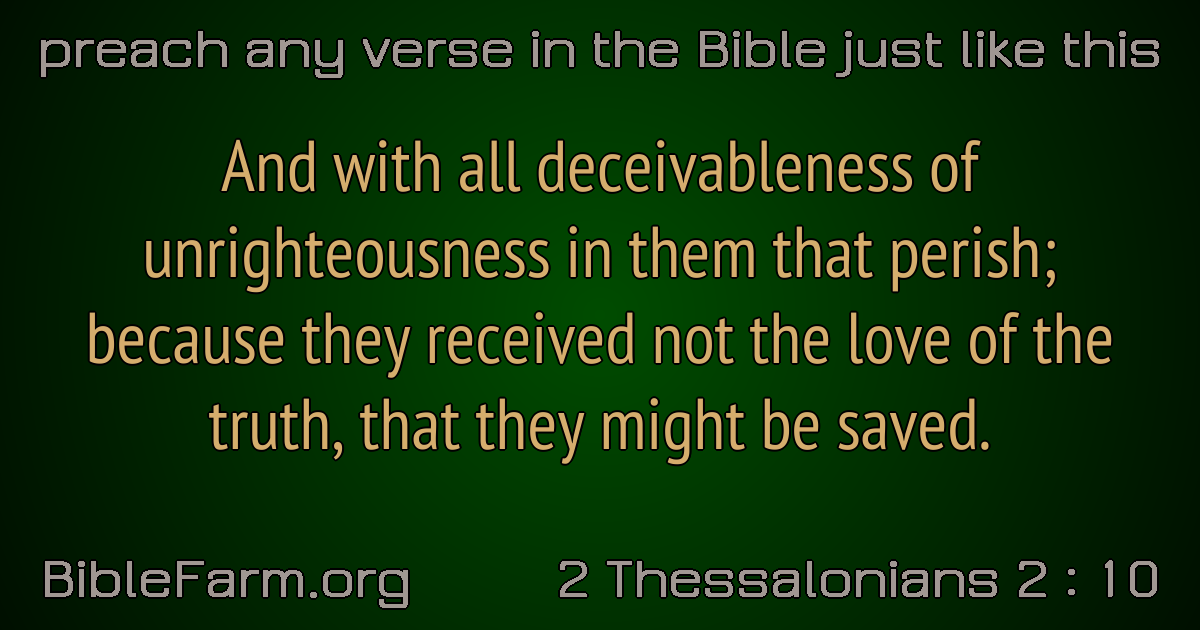 preach any verse in the Bible just like this
And with all deceivableness of
unrighteousness in them that perish;
because they received not the love of the
truth, that they might be saved.
BibleFarm.org
2 Thessalonians 2 : 10